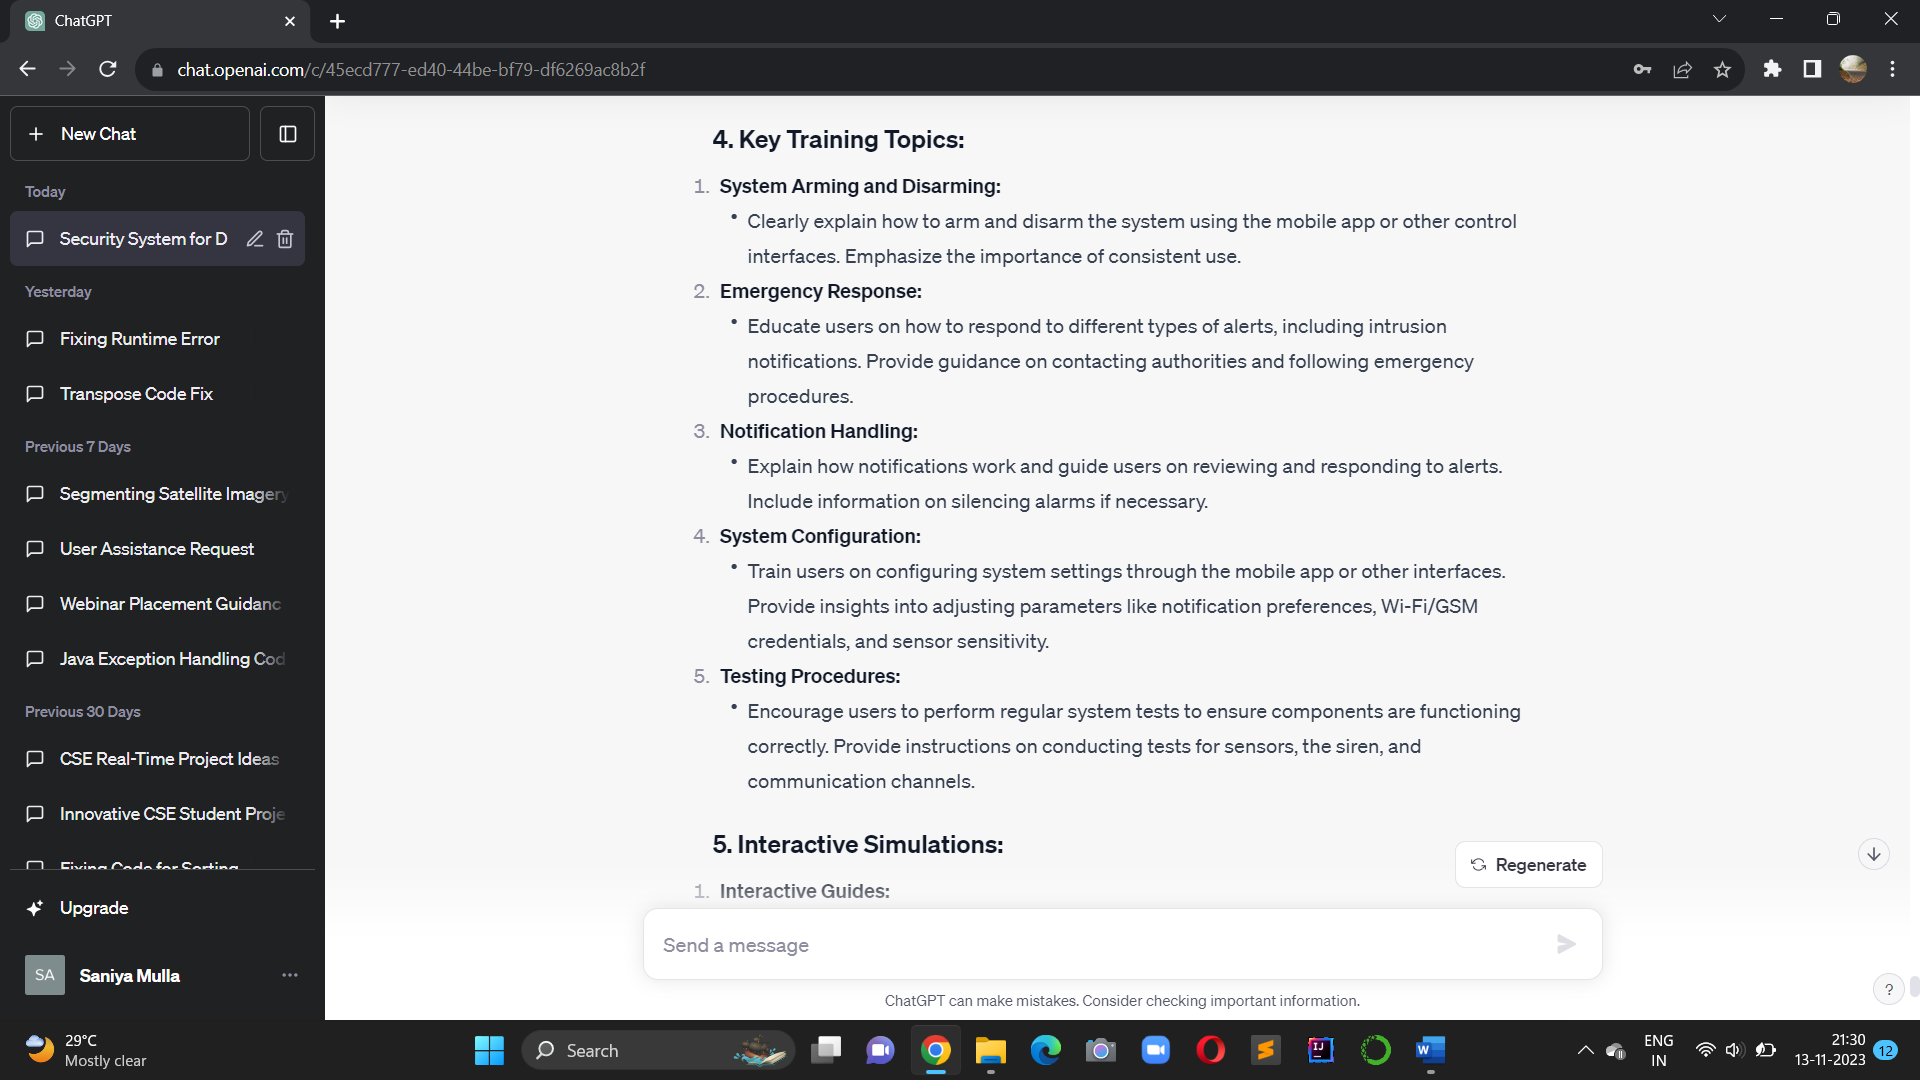 ChatGPT
chat.openai.com/c/45ecd777-ed40-44be-bf79-df6269ac8b2f
New Chat
Today
Security System for D
Yesterday
Fixing Runtime Error
Transpose Code Fix
Previous 7 Days
Segmenting Satellite Imagery
User Assistance Request
Webinar Placement Guidanc
Java Exception Handling Cod
Previous 30 Days
CSE Real-Time Project Ideas
Innovative CSE Student Proje
Fixing Code for Sorting
Upgrade
SA
Saniya Mulla
4. Key Training Topics:
1. System Arming and Disarming:
• Clearly explain how to arm and disarm the system using the mobile app or other control
interfaces. Emphasize the importance of consistent use.
2. Emergency Response:
• Educate users on how to respond to different types of alerts, including intrusion
notifications. Provide guidance on contacting authorities and following emergency
procedures.
3. Notification Handling:
• Explain how notifications work and guide users on reviewing and responding to alerts.
Include information on silencing alarms if necessary.
4. System Configuration:
• Train users on configuring system settings through the mobile app or other interfaces.
Provide insights into adjusting parameters like notification preferences, Wi-Fi/GSM
credentials, and sensor sensitivity.
5. Testing Procedures:
• Encourage users to perform regular system tests to ensure components are functioning
correctly. Provide instructions on conducting tests for sensors, the siren, and
communication channels.
5. Interactive Simulations:
1. Interactive Guides:
Regenerate
Send a message
ChatGPT can make mistakes. Consider checking important information.
?
29°C
Mostly clear
Search
IJ
W
ENG
IN
21:30
13-11-2023
12